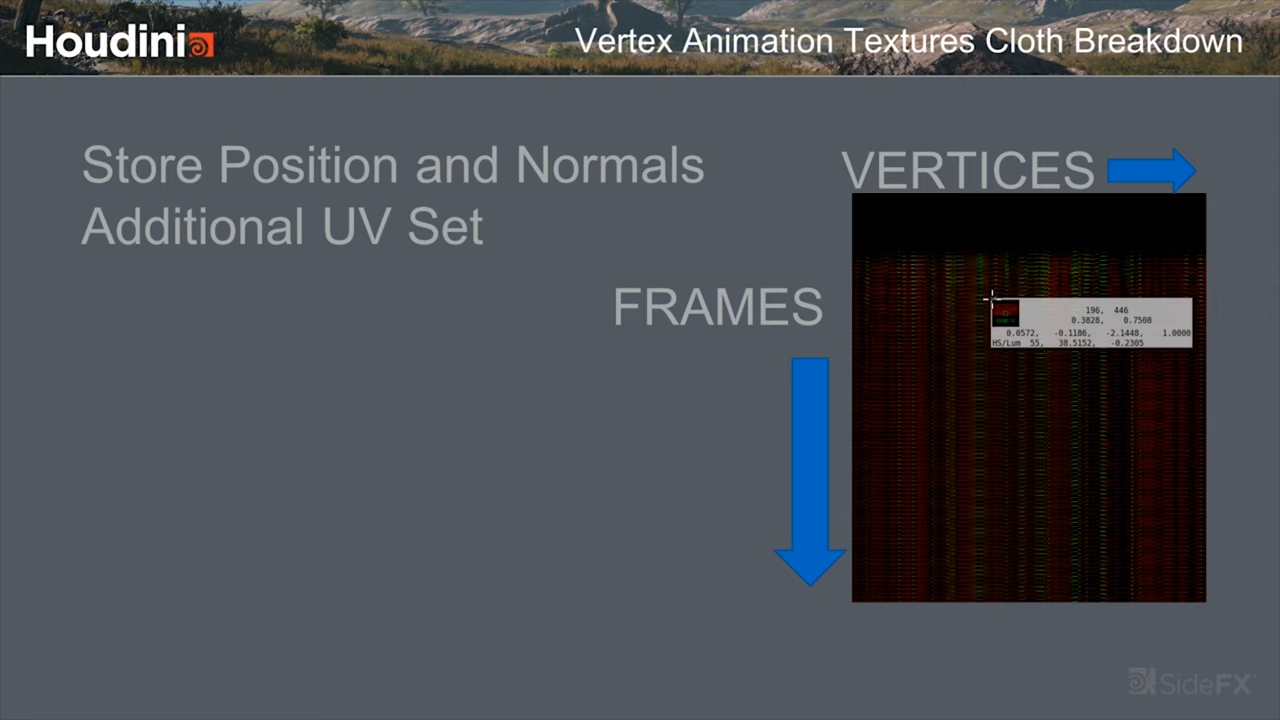 Houdini
Vertex Animation Textures Cloth Breakdown
Store Position and Normals
Additional UV Set
VERTICES
FRAMES
196, 446
0.3828, 0.7508
0.0572, -0.1186, -2.1448, 1.0000
HS/Lum 55, 38.5152, -0.2305
SideFX